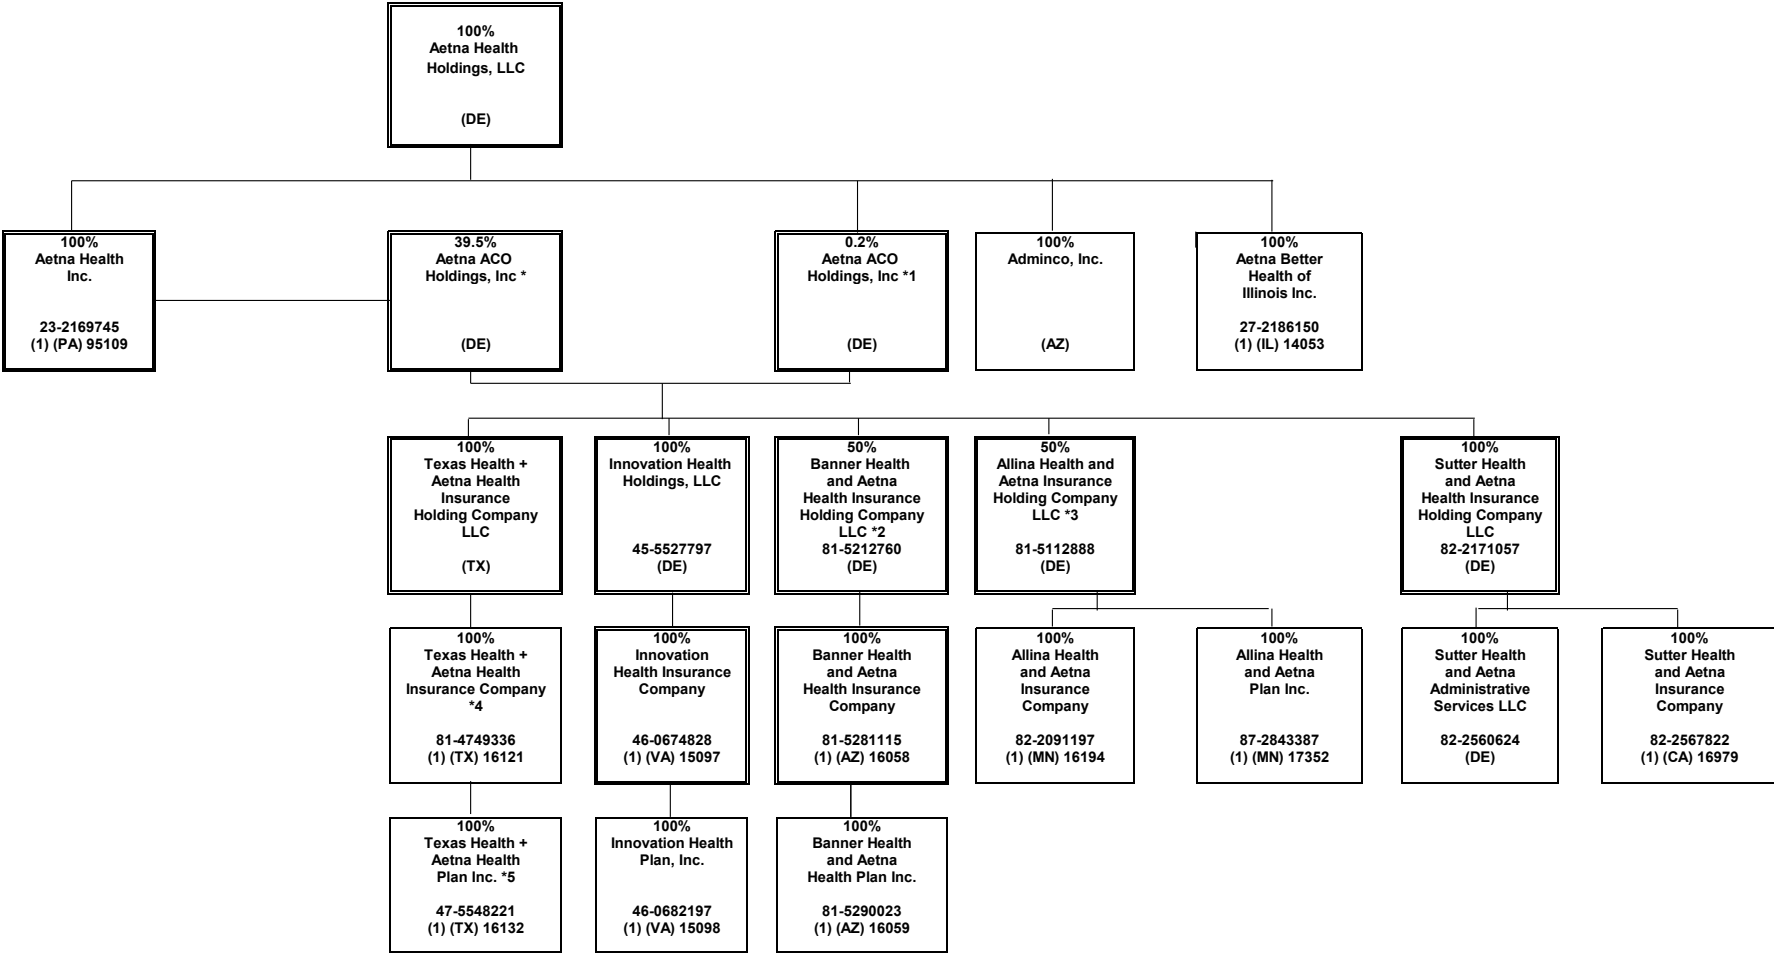 100%
Aetna Health
Holdings, LLC
(DE)
100%
Aetna Health
Inc.
23-2169745
(1) (PA) 95109
39.5%
Aetna ACO
Holdings, Inc *
(DE)
0.2%
Aetna ACO
Holdings, Inc *1
(DE)
100%
Adminco, Inc.
(AZ)
100%
Aetna Better
Health of
Illinois Inc.
27-2186150
(1) (IL) 14053
100%
Texas Health +
Aetna Health
Insurance
Holding Company
LLC
(TX)
100%
Innovation Health
Holdings, LLC
45-5527797
(DE)
50%
Banner Health
and Aetna
Health Insurance
Holding Company
LLC *2
81-5212760
(DE)
50%
Allina Health and
Aetna Insurance
Holding Company
LLC *3
81-5112888
(DE)
100%
Sutter Health
and Aetna
Health Insurance
Holding Company
LLC
82-2171057
(DE)
100%
Texas Health +
Aetna Health
Insurance Company
*4
81-4749336
(1) (TX) 16121
100%
Innovation
Health Insurance
Company
46-0674828
(1) (VA) 15097
100%
Banner Health
and Aetna
Health Insurance
Company
81-5281115
(1) (AZ) 16058
100%
Allina Health
and Aetna
Insurance
Company
82-2091197
(1) (MN) 16194
100%
Allina Health
and Aetna
Plan Inc.
87-2843387
(1) (MN) 17352
100%
Sutter Health
and Aetna
Administrative
Services LLC
82-2560624
(DE)
100%
Sutter Health
and Aetna
Insurance
Company
82-2567822
(1) (CA) 16979
100%
Texas Health +
Aetna Health
Plan Inc. *5
47-5548221
(1) (TX) 16132
100%
Innovation Health
Plan, Inc.
46-0682197
(1) (VA) 15098
100%
Banner Health
and Aetna
Health Plan Inc.
81-5290023
(1) (AZ) 16059